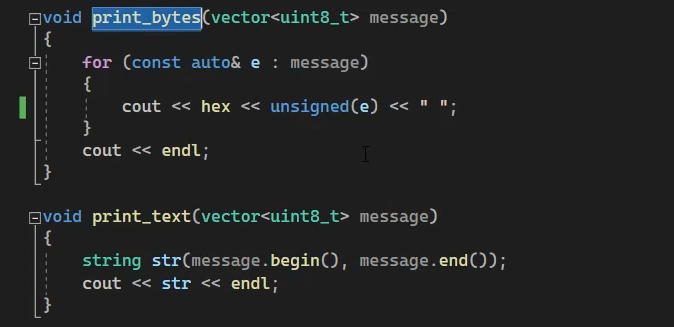 void print_bytes(vector<uint8_t> message)
{
    for (const auto& e : message)
    {
        cout << hex << unsigned(e) << " ";
    }
    cout << endl;
}

void print_text(vector<uint8_t> message)
{
    string str(message.begin(), message.end());
    cout << str << endl;
}